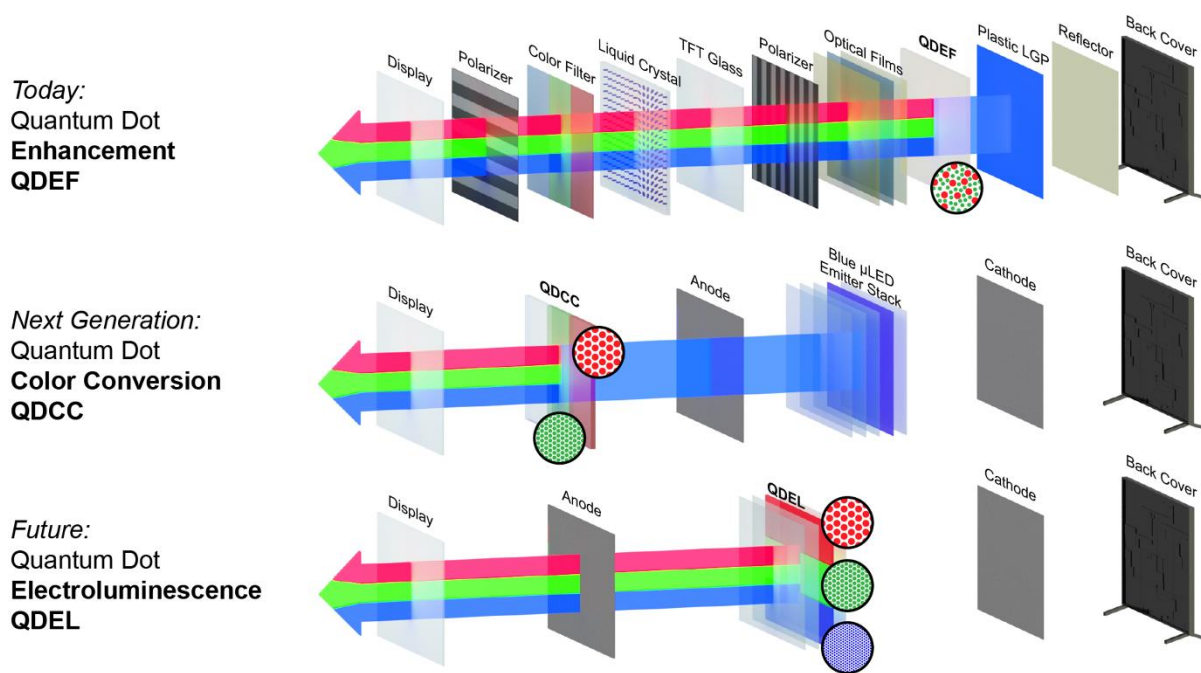 Today:
Quantum Dot
Enhancement
QDEF
Display
Polarizer
Color Filter
Liquid Crystal
TFT Glass
Polarizer
Optical Films
QDEF
Plastic LGP
Reflector
Back Cover
Next Generation:
Quantum Dot
Color Conversion
QDCC
Display
QDCC
Anode
Blue µLED
Emitter Stack
Cathode
Back Cover
Future:
Quantum Dot
Electroluminescence
QDEL
Display
Anode
QDEL
Cathode
Back Cover